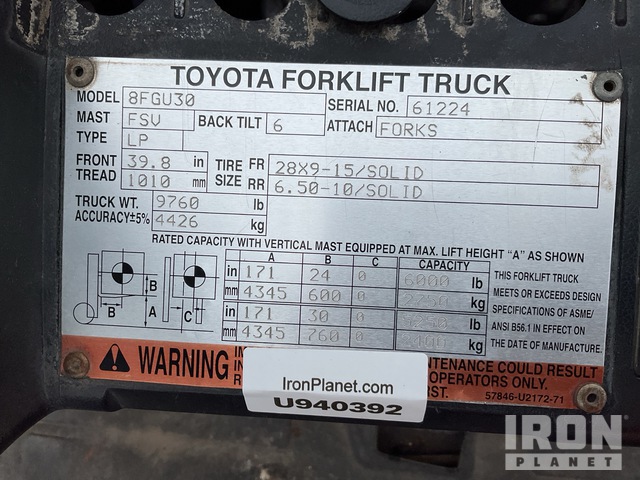 TOYOTA FORKLIFT TRUCK
MODEL 8FGU30 SERIAL NO. 61224
MAST FSV BACK TILT 6 ATTACH FORKS
TYPE LP
FRONT TREAD 39.8 in 1010 mm
TIRE SIZE FR 28X9-15/SOLID
RR 6.50-10/SOLID
TRUCK WT. 9760 lb
ACCURACY±5% 4426 kg
RATED CAPACITY WITH VERTICAL MAST EQUIPPED AT MAX. LIFT HEIGHT "A" AS SHOWN
A B C CAPACITY
in 171 24 0 6000 lb
mm 4345 600 0 kg
in 171 30 0 lb
mm 4345 760 0 kg
THIS FORKLIFT TRUCK
MEETS OR EXCEEDS DESIGN
SPECIFICATIONS OF ASME/
ANSI B56.1 IN EFFECT ON
THE DATE OF MANUFACTURE.
B
A
B
C
WARNING
COULD RESULT
OPERATORS ONLY.
57846-U2172-71
IronPlanet.com
U940392
IRON
PLANET